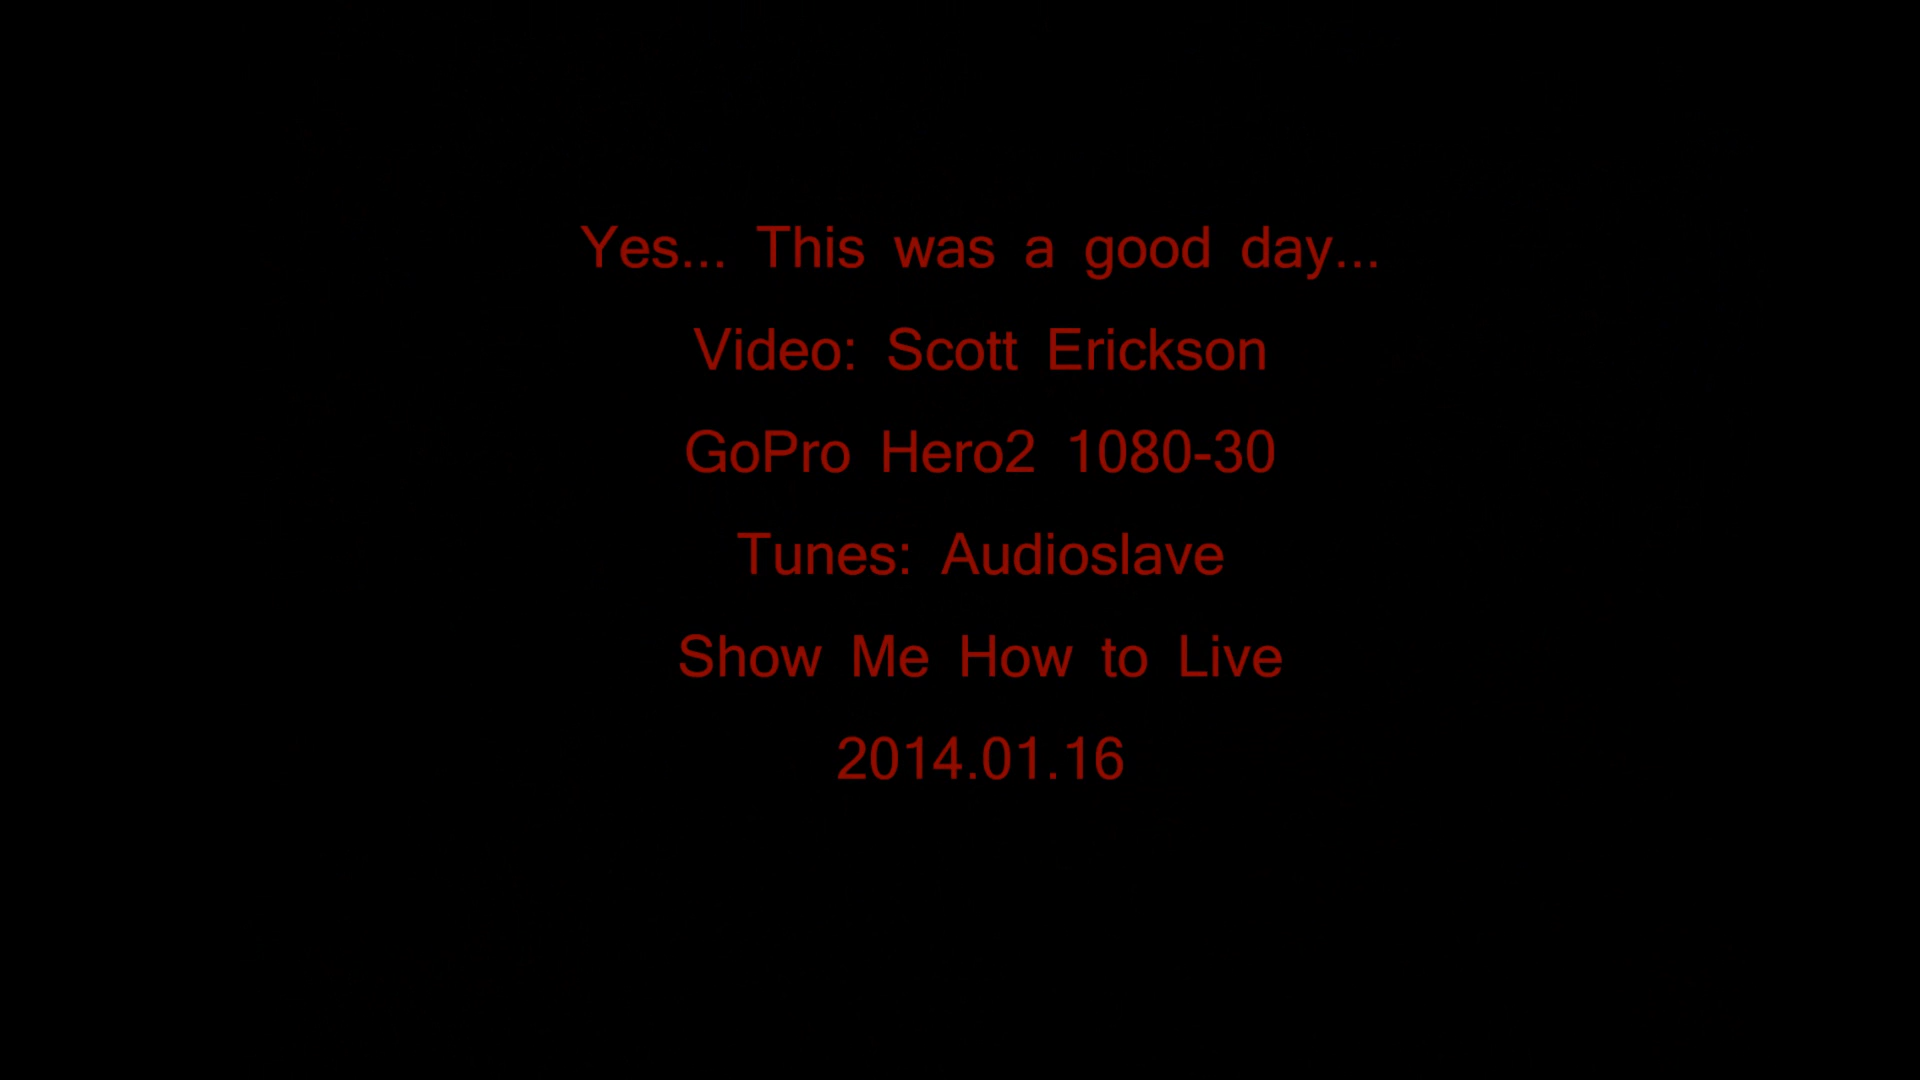 Yes... This was a good day...
Video: Scott Erickson
GoPro Hero2 1080-30
Tunes: Audioslave
Show Me How to Live
2014.01.16